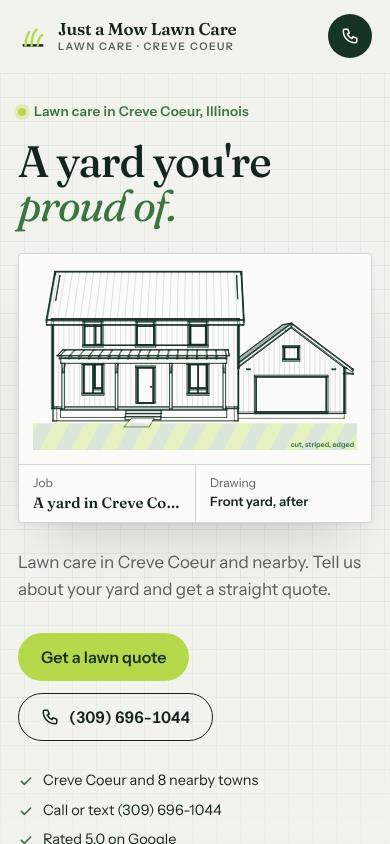 Just a Mow Lawn Care
LAWN CARE · CREVE COEUR
Lawn care in Creve Coeur, Illinois
A yard you're
proud of.
cut, striped, edged
Job
A yard in Creve Co...
Drawing
Front yard, after
Lawn care in Creve Coeur and nearby. Tell us
about your yard and get a straight quote.
Get a lawn quote
(309) 696-1044
Creve Coeur and 8 nearby towns
Call or text (309) 696-1044
Rated 5.0 on Google